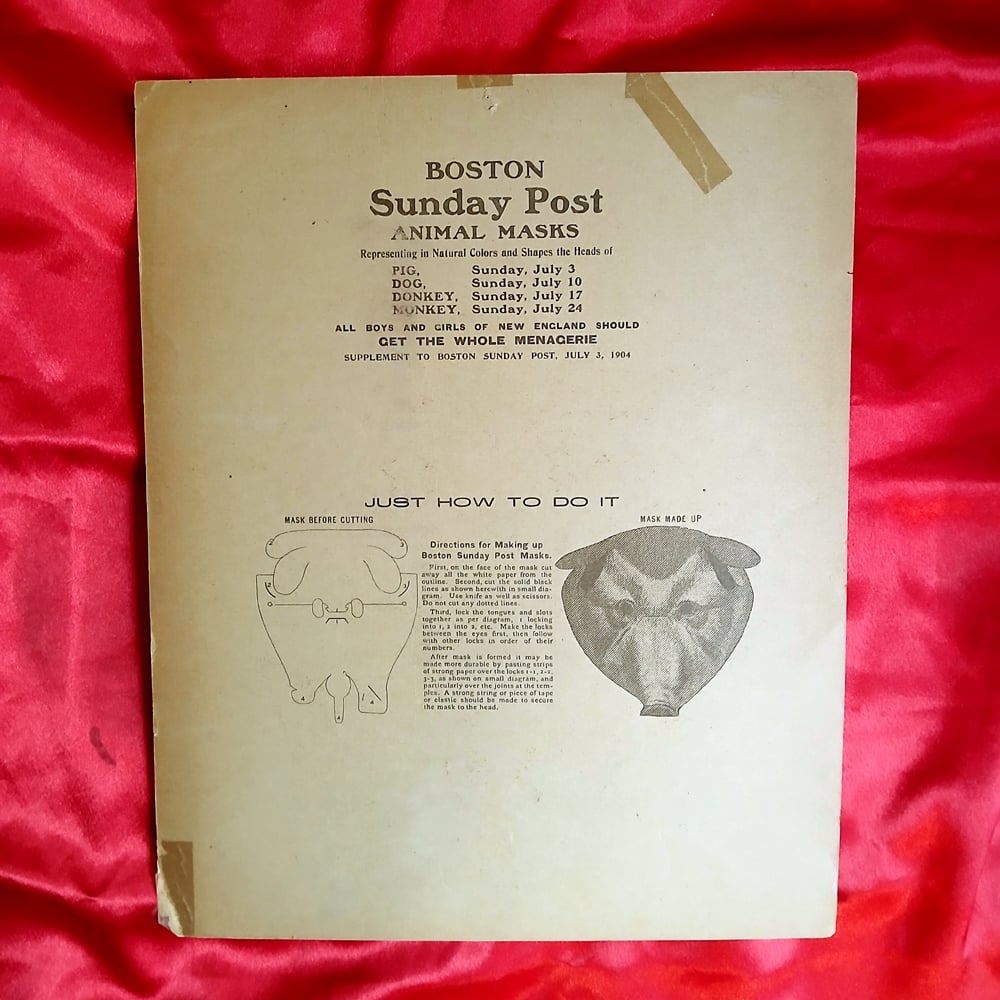 BOSTON
Sunday Post
ANIMAL MASKS
Representing in Natural Colors and Shapes the Heads of
PIG, Sunday, July 3
DOG, Sunday, July 10
DONKEY, Sunday, July 17
MONKEY, Sunday, July 24
ALL BOYS AND GIRLS OF NEW ENGLAND SHOULD
GET THE WHOLE MENAGERIE
SUPPLEMENT TO BOSTON SUNDAY POST, JULY 3, 1904
JUST HOW TO DO IT
MASK BEFORE CUTTING
2 3
2 3
4 4
4
Directions for Making up
Boston Sunday Post Masks.
First, on the face of the mask cut
away all the white paper from the
outline. Second, cut the solid black
lines as shown herewith in small dia-
gram. Use knife as well as scissors.
Do not cut any dotted lines.
Third, lock the tongues and slots
together as per diagram, 1 locking
into 1, 2 into 2, etc. Make the locks
between the eyes first, then follow
with other locks in order of their
numbers.
After mask is formed it may be
made more durable by pasting strips
of strong paper over the locks 1-1, 2-2,
3-3, as shown on small diagram, and
particularly over the joints at the tem-
ples. A strong string or piece of tape
or elastic should be made to secure
the mask to the head.
MASK MADE UP